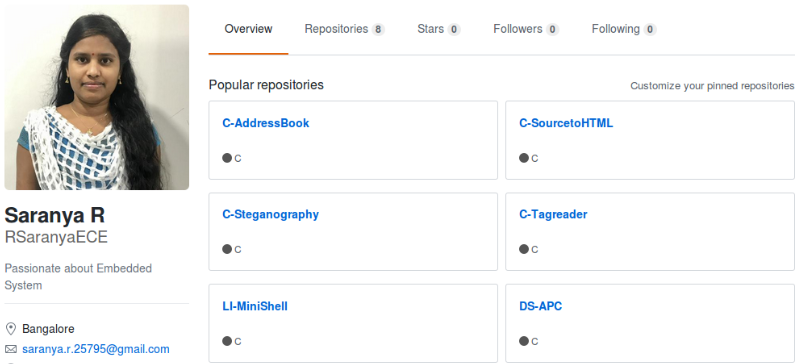 Overview Repositories 8 Stars 0 Followers 0 Following 0
Popular repositories Customize your pinned repositories
C-AddressBook C-SourcetoHTML
C C
C-Steganography C-Tagreader
C C
LI-MiniShell DS-APC
C C
Saranya R
RSaranyaECE
Passionate about Embedded
System
Bangalore
saranya.r.25795@gmail.com